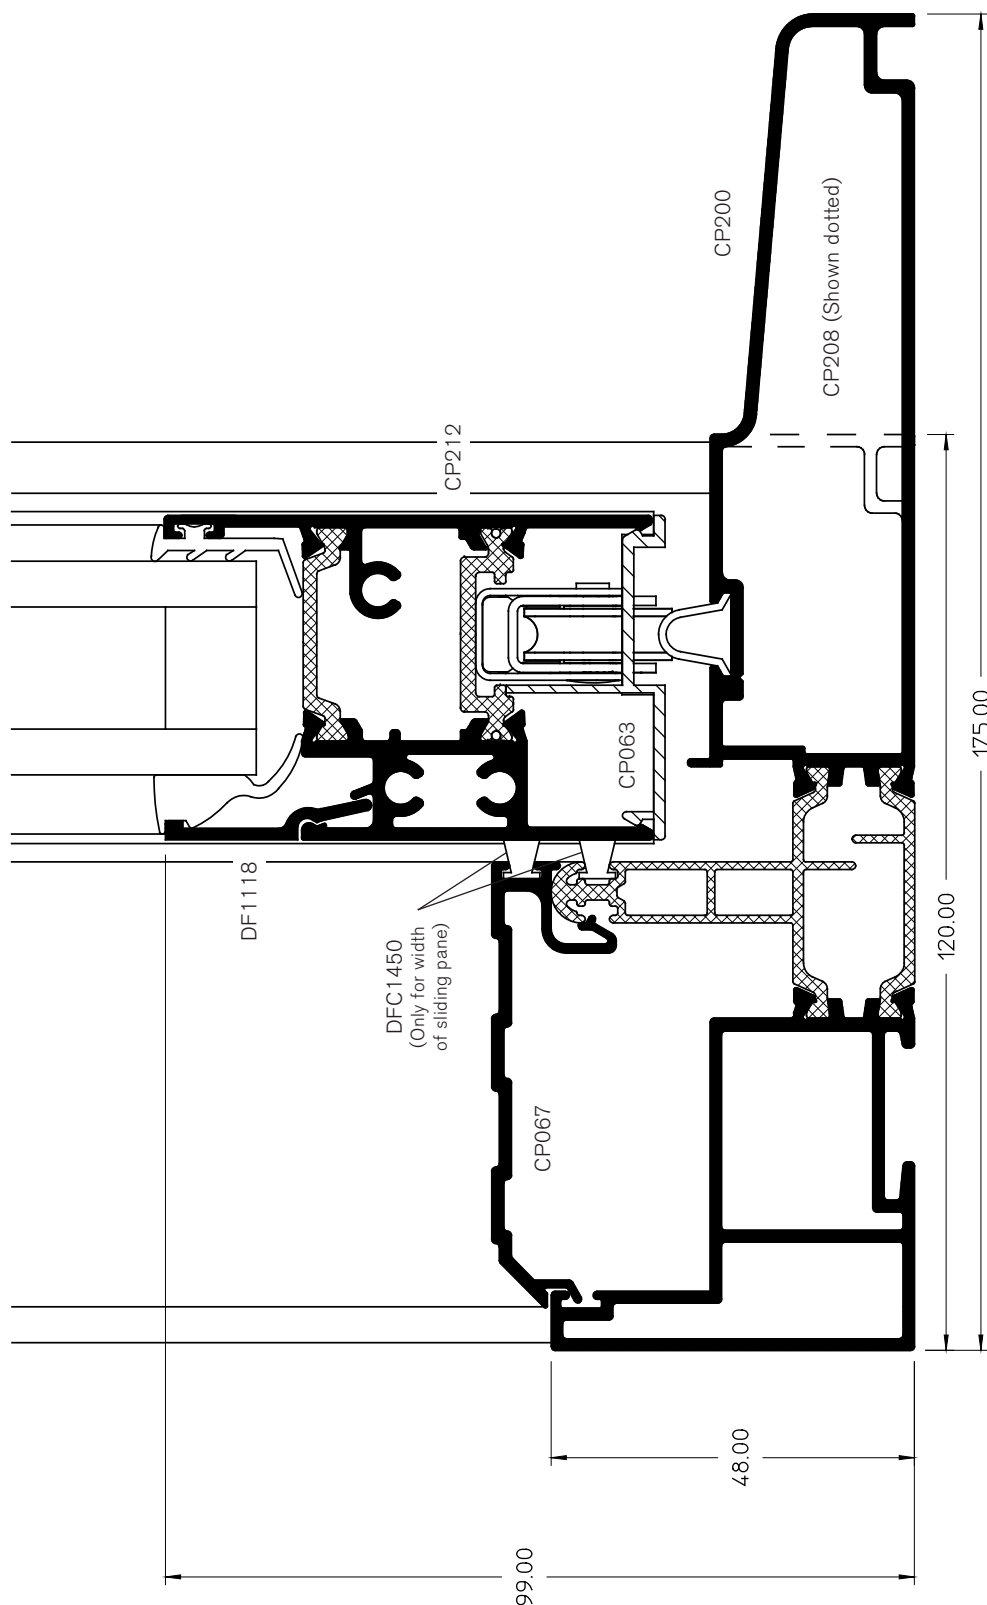 CP200
CP208 (Shown dotted)
CP212
CP063
DF1118
DFC1450
(Only for width
of sliding pane)
CP067
120.00
175.00
48.00
99.00